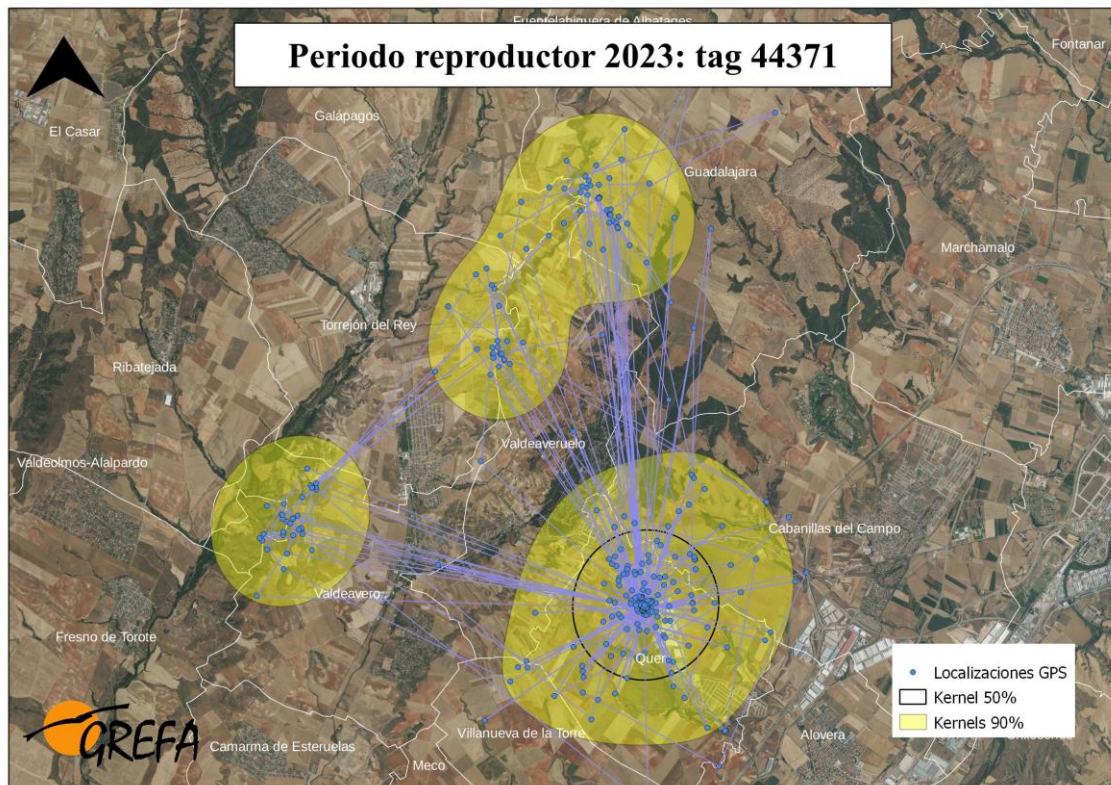 Fuentelahiguera de Albatages
Periodo reproductor 2023: tag 44371
Fontanar
El Casar
Galápagos
Guadalajara
Marchamalo
Torrejón del Rey
Ribatejada
Valdeaveruelo
Valdeolmos-Alalpardo
Cabanillas del Campo
Valdeavero
Fresno de Torote
Quer
Localizaciones GPS
Kernel 50%
Kernels 90%
GREFA
Camarma de Esteruelas
Villanueva de la Torre
Alovera
Meco